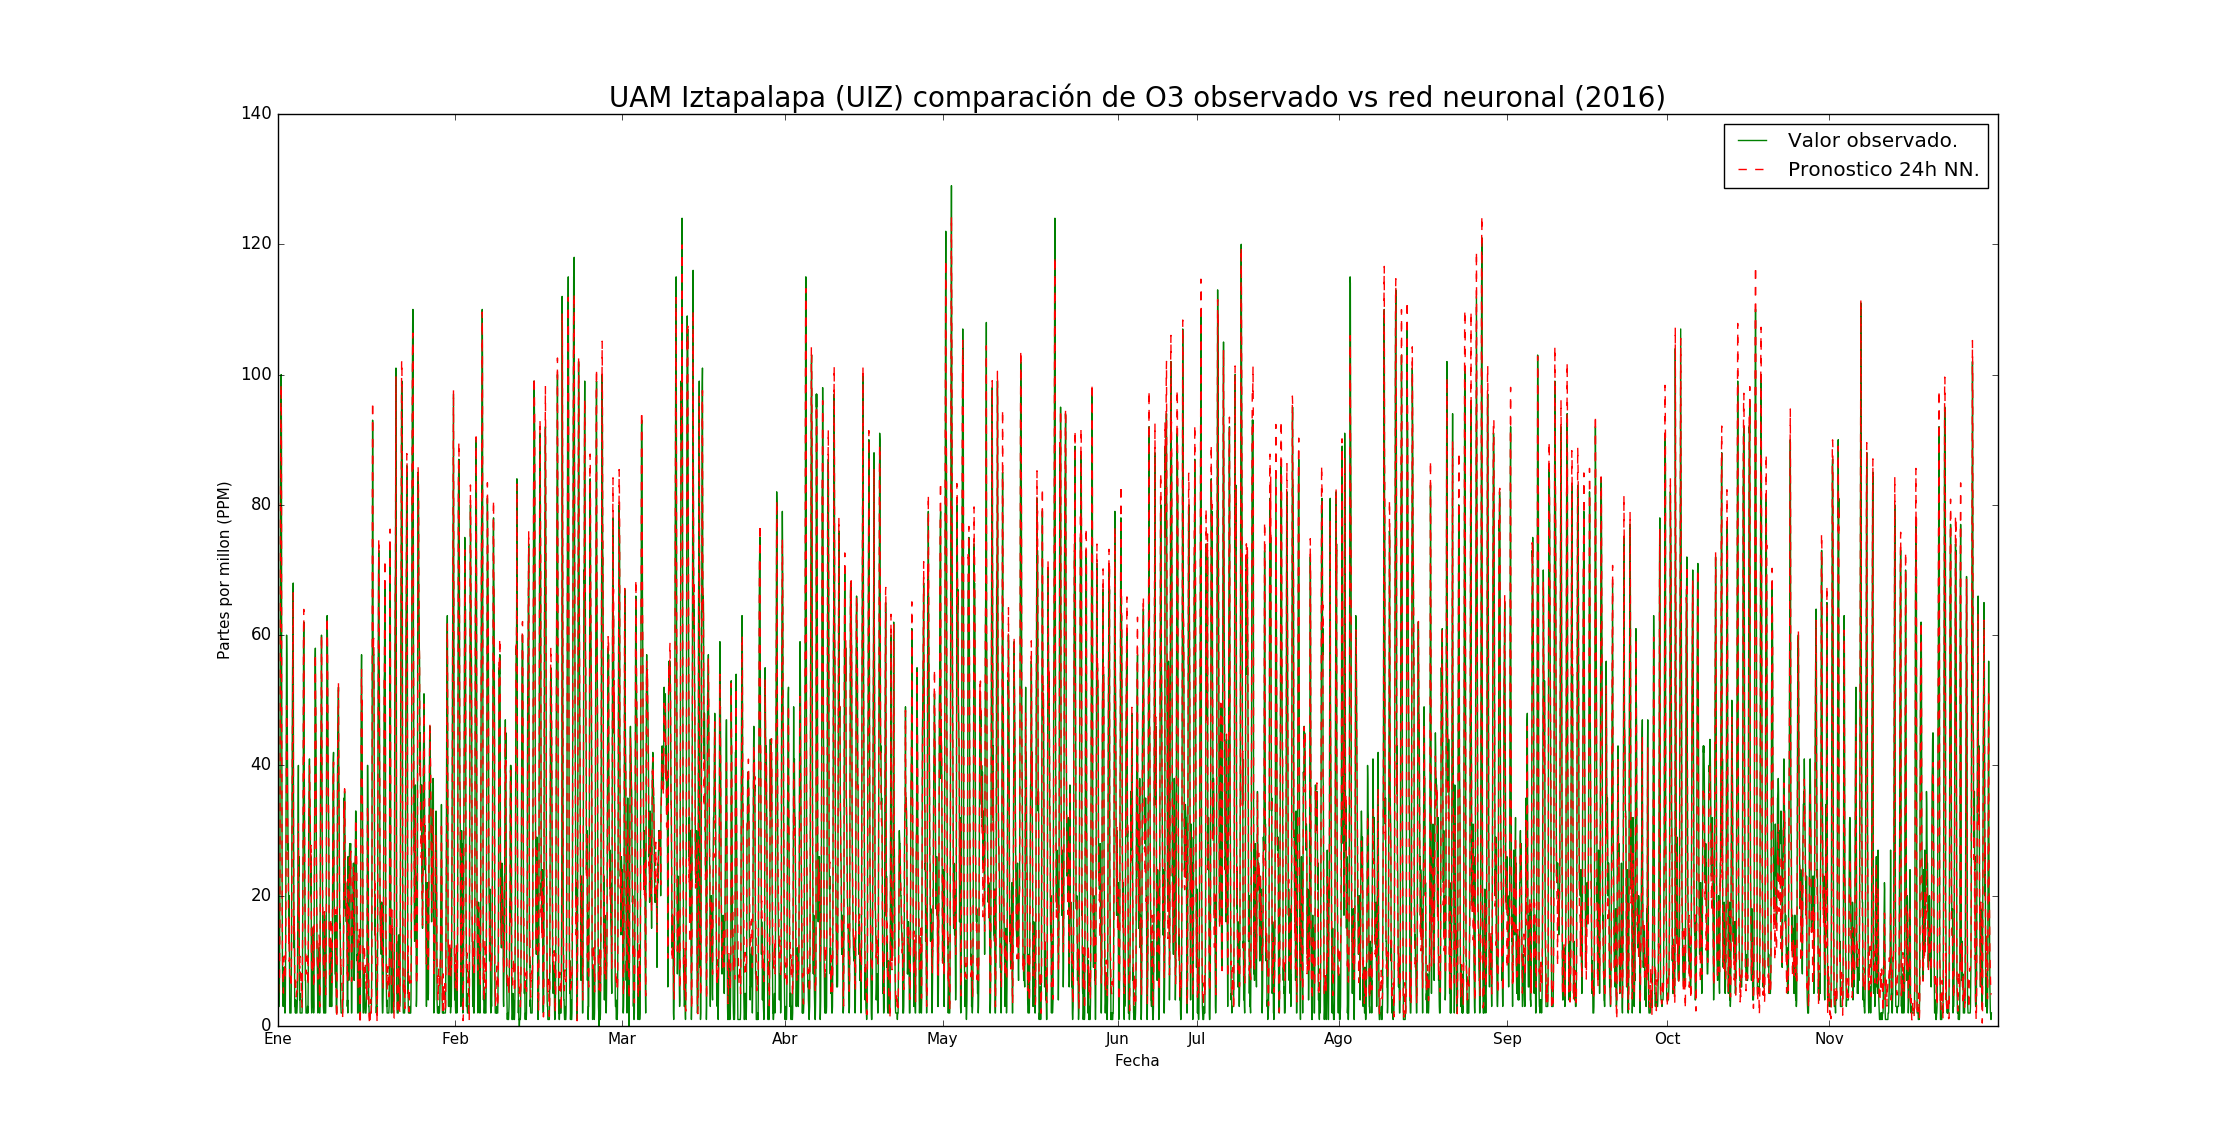 UAM Iztapalapa (UIZ) comparación de O3 observado vs red neuronal (2016)
Valor observado.
Pronostico 24h NN.
Partes por millon (PPM)
140
120
100
80
60
40
20
0
Ene Feb Mar Abr May Jun Jul Ago Sep Oct Nov
Fecha